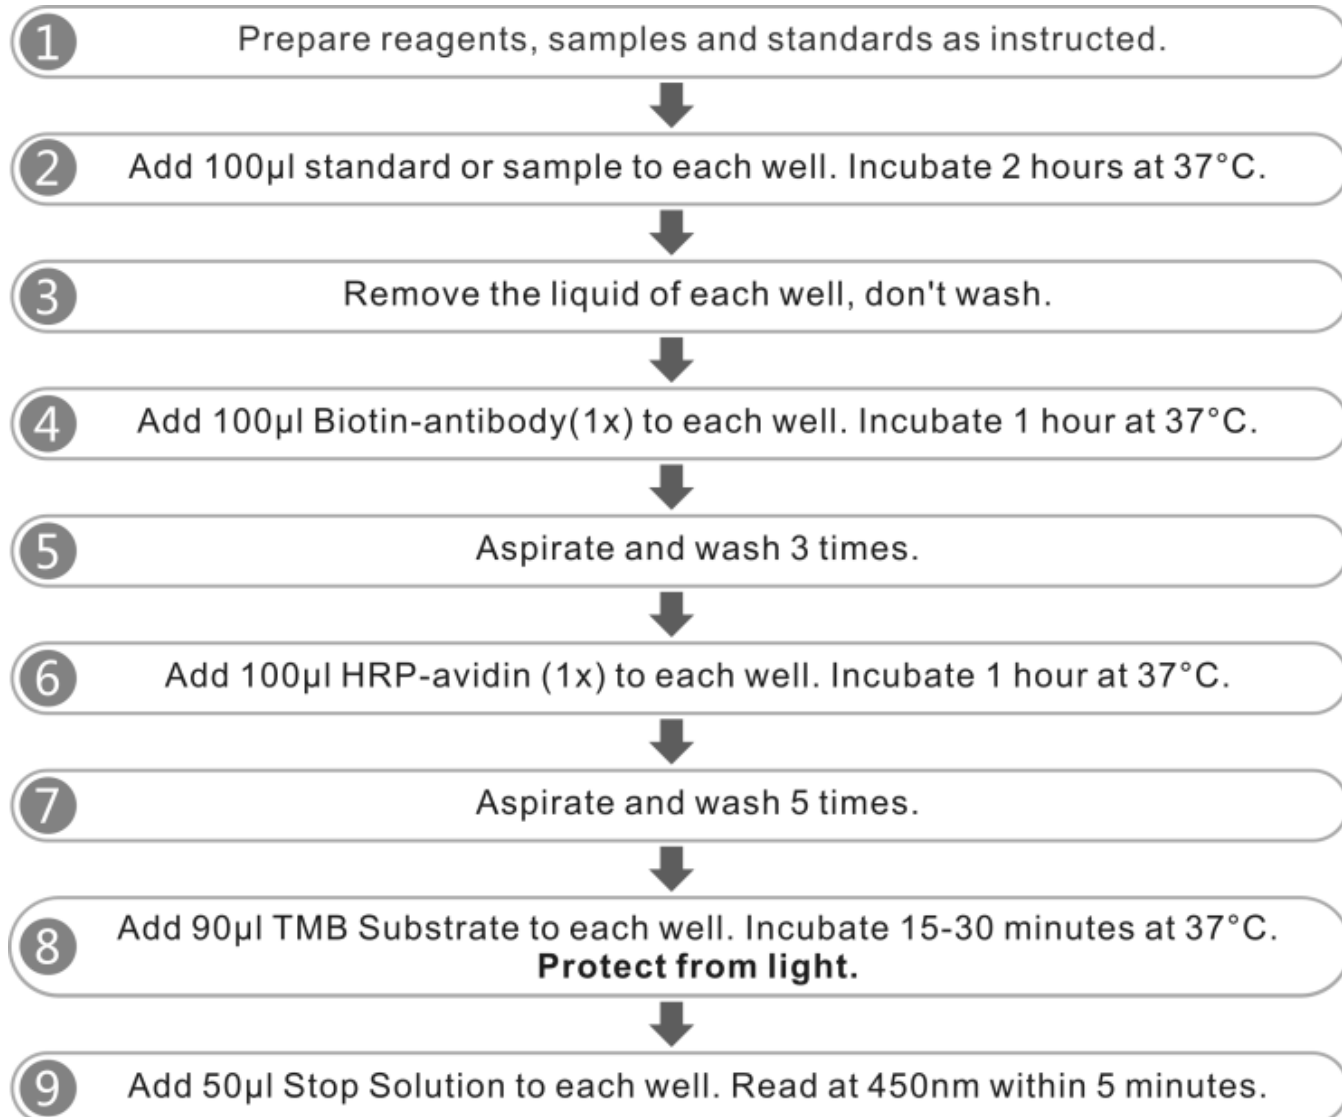 1 Prepare reagents, samples and standards as instructed.
2 Add 100μl standard or sample to each well. Incubate 2 hours at 37°C.
3 Remove the liquid of each well, don't wash.
4 Add 100μl Biotin-antibody(1x) to each well. Incubate 1 hour at 37°C.
5 Aspirate and wash 3 times.
6 Add 100μl HRP-avidin (1x) to each well. Incubate 1 hour at 37°C.
7 Aspirate and wash 5 times.
8 Add 90μl TMB Substrate to each well. Incubate 15-30 minutes at 37°C.
Protect from light.
9 Add 50μl Stop Solution to each well. Read at 450nm within 5 minutes.